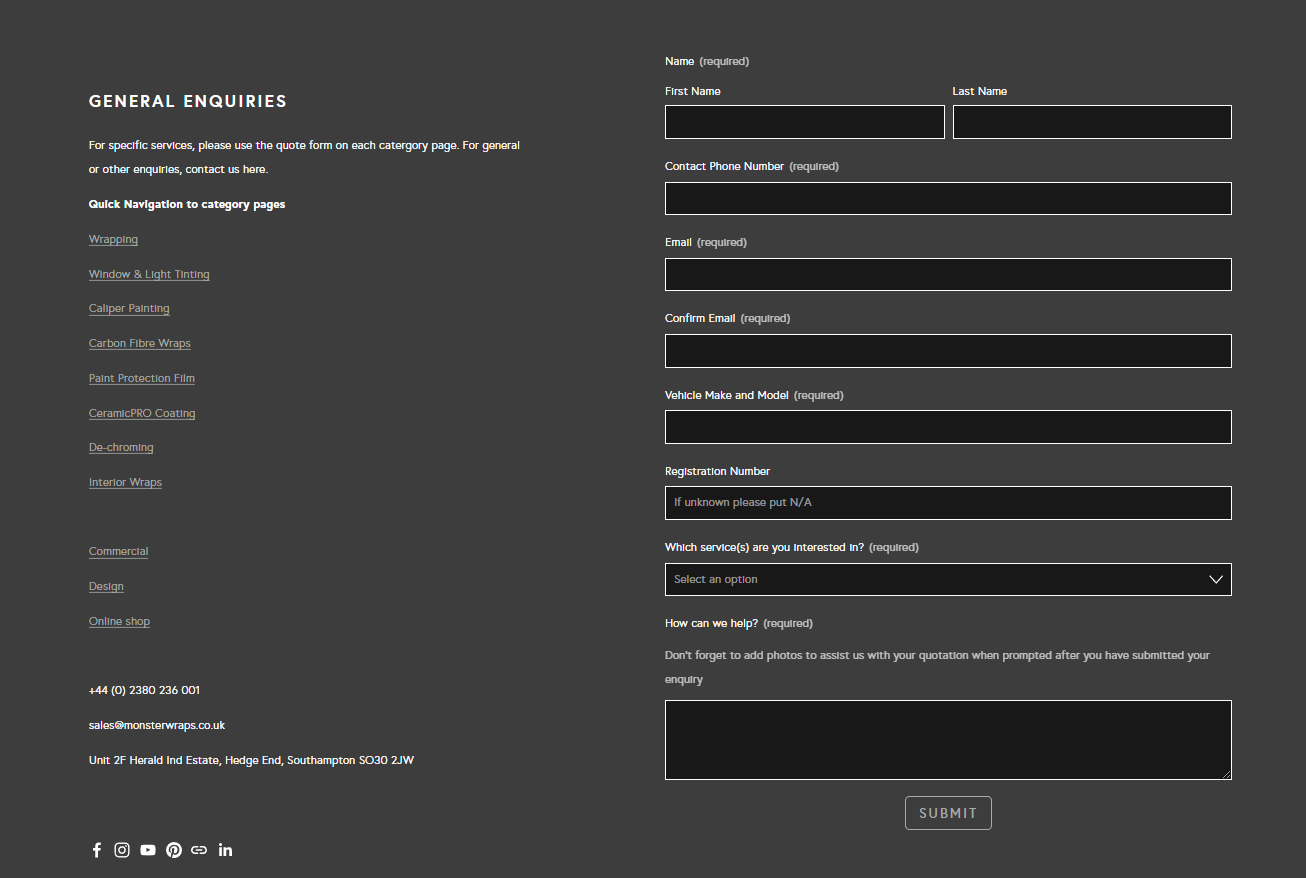 GENERAL ENQUIRIES
For specific services, please use the quote form on each catergory page. For general
or other enquiries, contact us here.
Quick Navigation to category pages
Wrapping
Window & Light Tinting
Caliper Painting
Carbon Fibre Wraps
Paint Protection Film
CeramicPRO Coating
De-chroming
Interior Wraps
Commercial
Design
Online shop
+44 (0) 2380 236 001
sales@monsterwraps.co.uk
Unit 2F Herald Ind Estate, Hedge End, Southampton SO30 2JW
Name (required)
First Name
Last Name
Contact Phone Number (required)
Email (required)
Confirm Email (required)
Vehicle Make and Model (required)
Registration Number
If unknown please put N/A
Which service(s) are you interested in? (required)
Select an option
How can we help? (required)
Don't forget to add photos to assist us with your quotation when prompted after you have submitted your
enquiry
SUBMIT